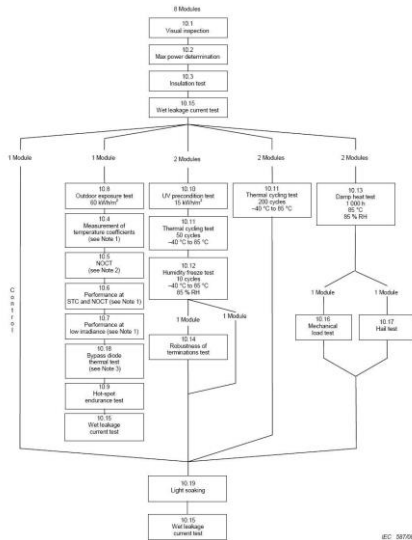 8 Modules
10.1
Visual inspection
10.2
Max power determination
10.3
Insulation test
10.15
Wet leakage current test
1 Module
1 Module
2 Modules
2 Modules
2 Modules
Control
10.8
Outdoor exposure test
60 kWh/m²
10.4
Measurement of
temperature coefficients
(see Note 1)
10.5
NOCT
(see Note 2)
10.6
Performance at
STC and NOCT (see Note 1)
10.7
Performance at
low irradiance (see Note 1)
10.18
Bypass diode
thermal test
(see Note 3)
10.9
Hot-spot
endurance test
10.15
Wet leakage
current test
10.10
UV precondition test
15 kWh/m²
10.11
Thermal cycling test
50 cycles
–40 °C to 85 °C
10.12
Humidity freeze test
10 cycles
–40 °C to 85 °C
85 % RH
1
Module
1 Module
10.14
Robustness of
terminations test
10.11
Thermal cycling test
200 cycles
–40 °C to 85 °C
10.13
Damp heat test
1 000 h
85 °C
85 % RH
1 Module
1
Module
10.16
Mechanical
load test
10.17
Hail test
10.19
Light soaking
10.15
Wet leakage
current test